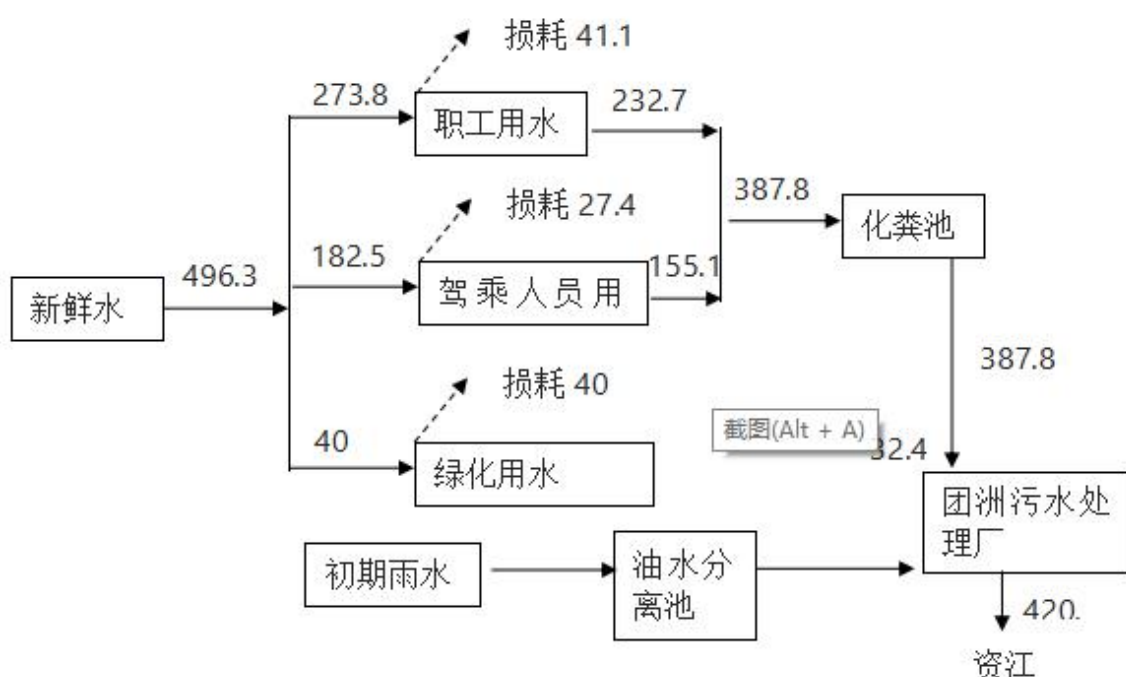 损耗 41.1
273.8
职工用水
232.7
损耗 27.4
387.8
化粪池
182.5
驾乘人员用
155.1
496.3
新鲜水
损耗 40
387.8
截图(Alt + A)
32.4
40
绿化用水
团洲污水处
理厂
初期雨水
油水分
离池
420.
资江